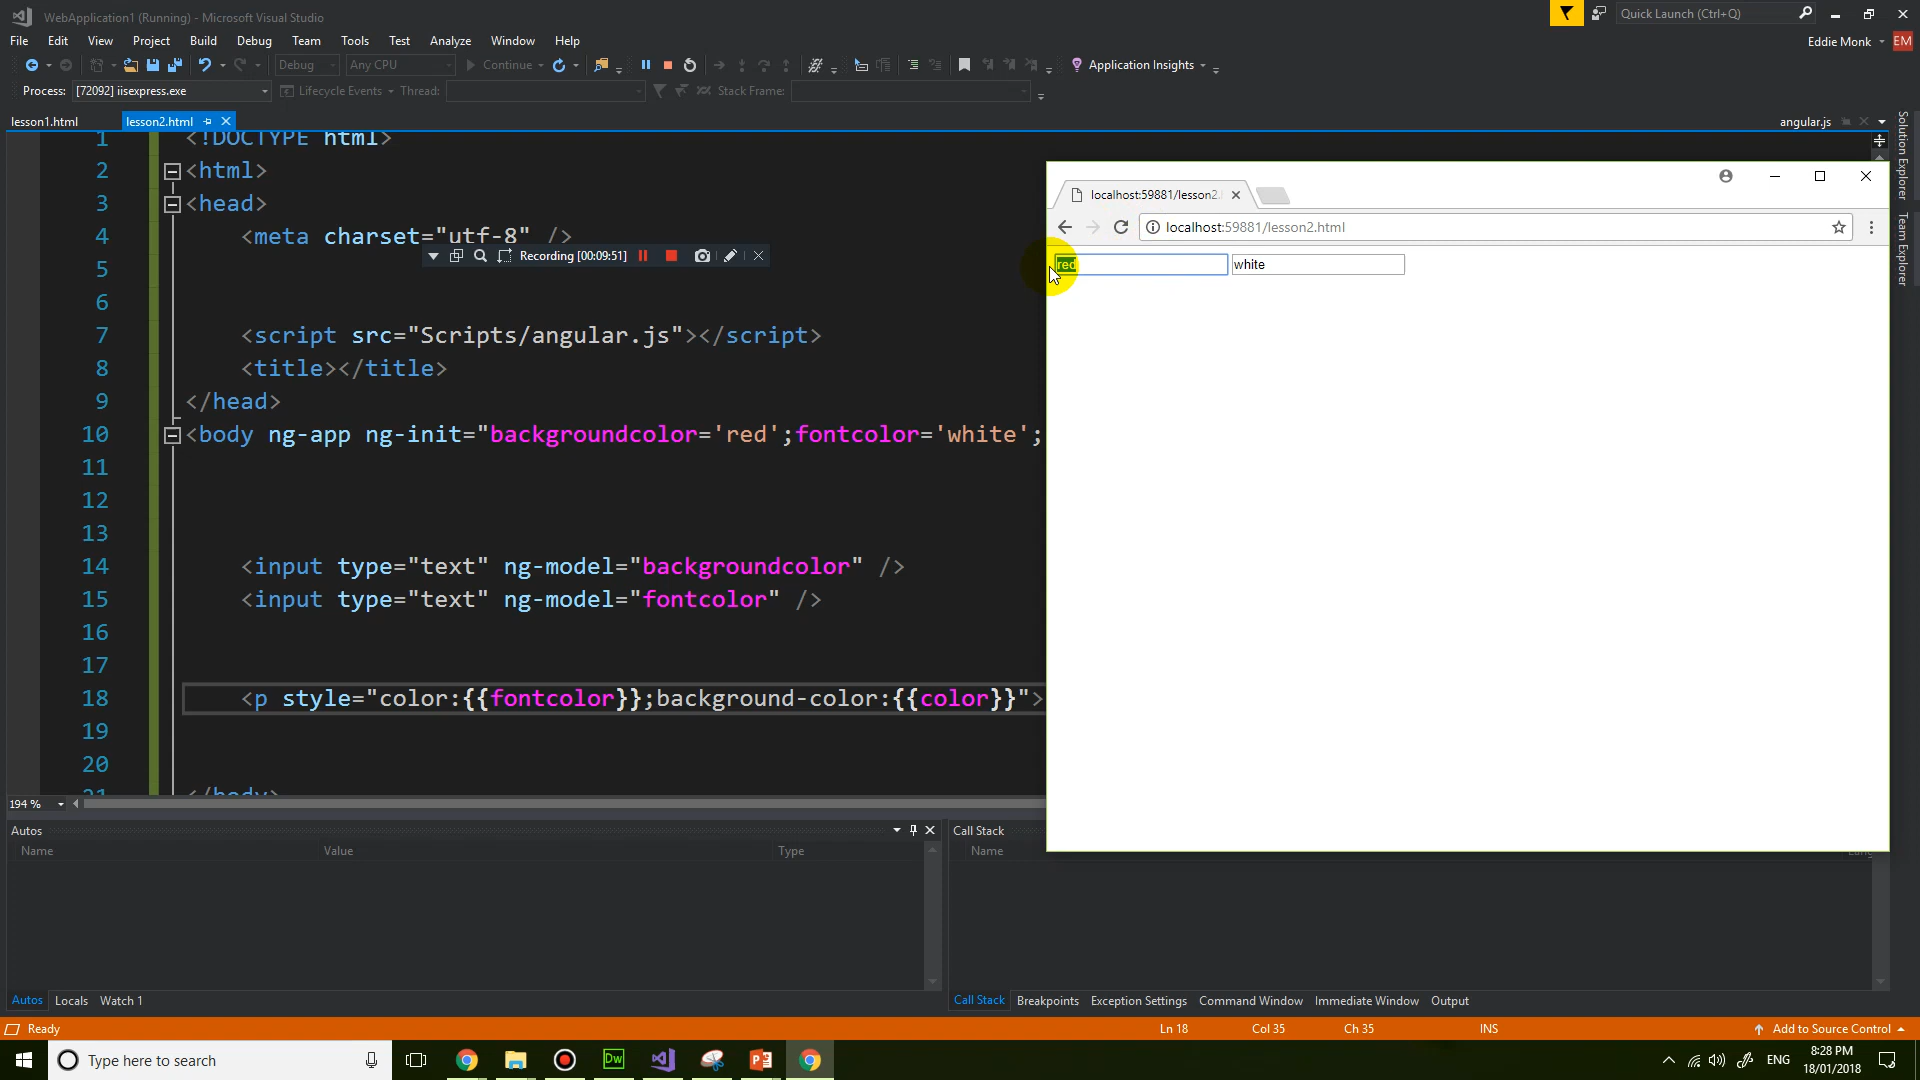 WebApplication1 (Running) - Microsoft Visual Studio
Quick Launch (Ctrl+Q)
File Edit View Project Build Debug Team Tools Test Analyze Window Help
Eddie Monk EM
Debug Any CPU Continue Application Insights
Process: [72092] iisexpress.exe Lifecycle Events Thread: Stack Frame:
lesson1.html lesson2.html angular.js
Solution Explorer
Team Explorer
1 <!DOCTYPE html>
2 <html>
3 <head>
4 <meta charset="utf-8" />
Recording [00:09:51]
5
6
7 <script src="Scripts/angular.js"></script>
8 <title></title>
9 </head>
10 <body ng-app ng-init="backgroundcolor='red';fontcolor='white';
11
12
13
14 <input type="text" ng-model="backgroundcolor" />
15 <input type="text" ng-model="fontcolor" />
16
17
18 <p style="color:{{fontcolor}};background-color:{{color}}">
19
20
21 </body>
194 %
localhost:59881/lesson2.
localhost:59881/lesson2.html
red white
Autos
Name Value Type
Call Stack
Name
Autos Locals Watch 1
Call Stack Breakpoints Exception Settings Command Window Immediate Window Output
Ready Ln 18 Col 35 Ch 35 INS Add to Source Control
Type here to search
Dw
ENG
8:28 PM
18/01/2018